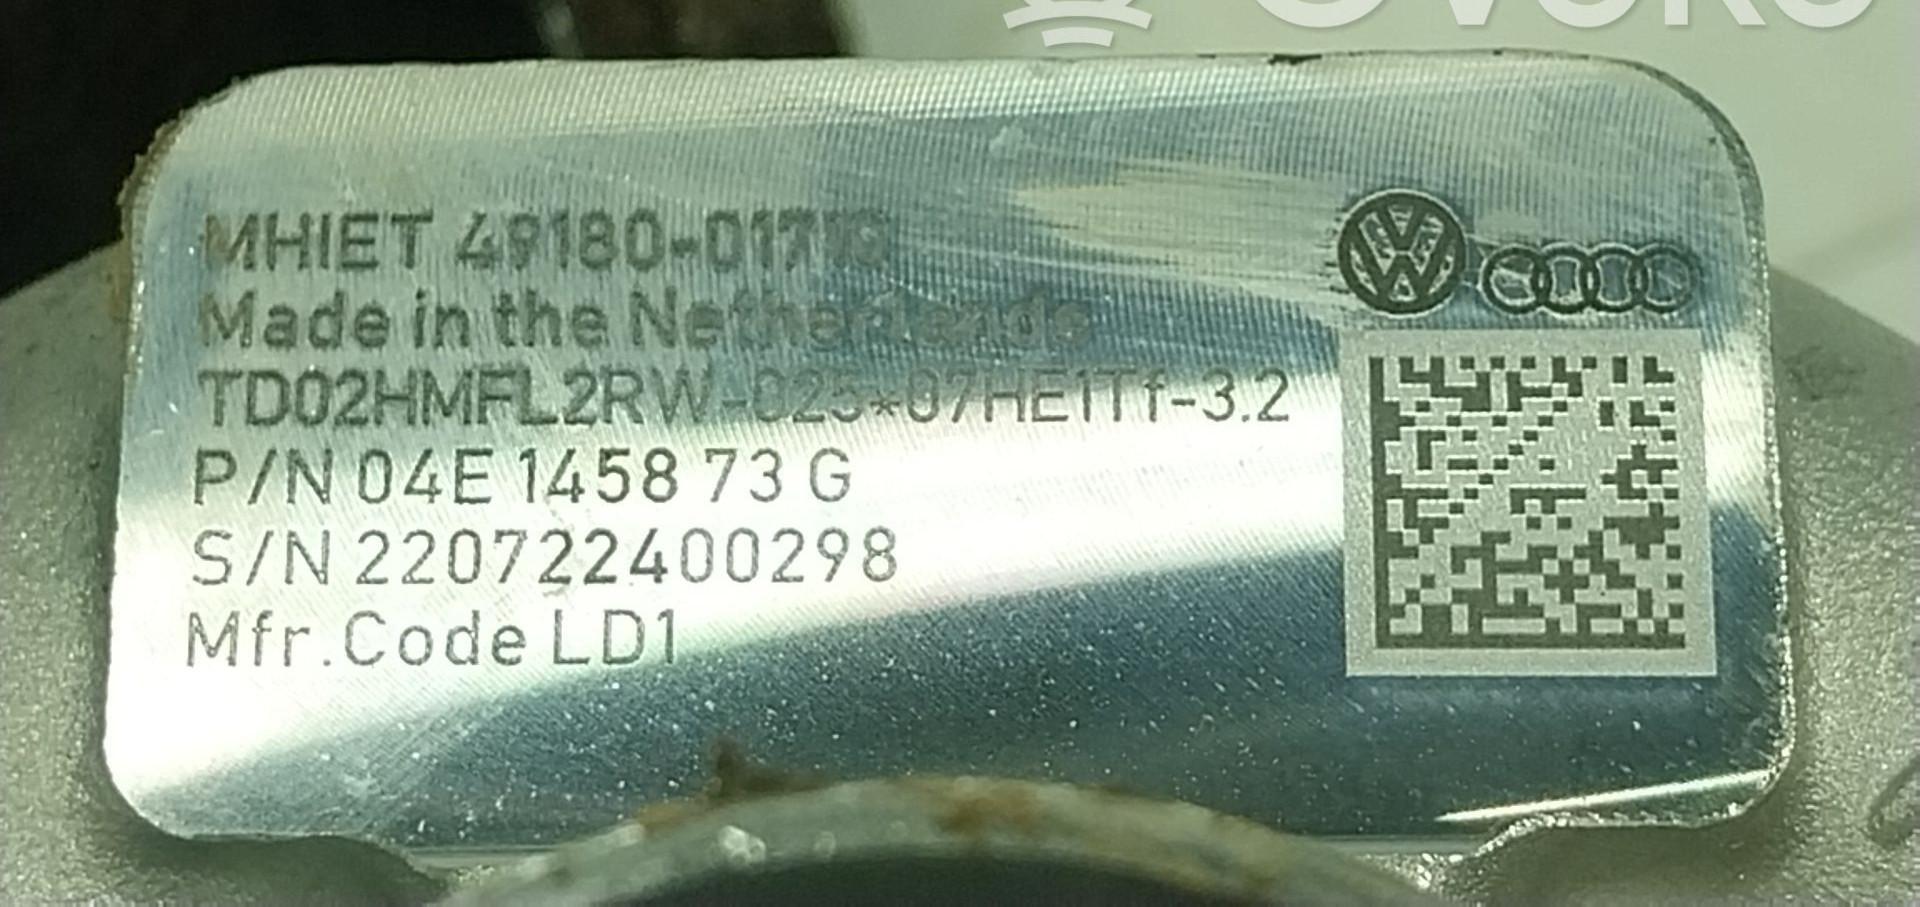 MHIET
Made in the Netherlands
TD02HMFL2RW-025*07HE1Tf-3.2
P/N 04E 1458 73 G
S/N 220722400298
Mfr.Code LD1